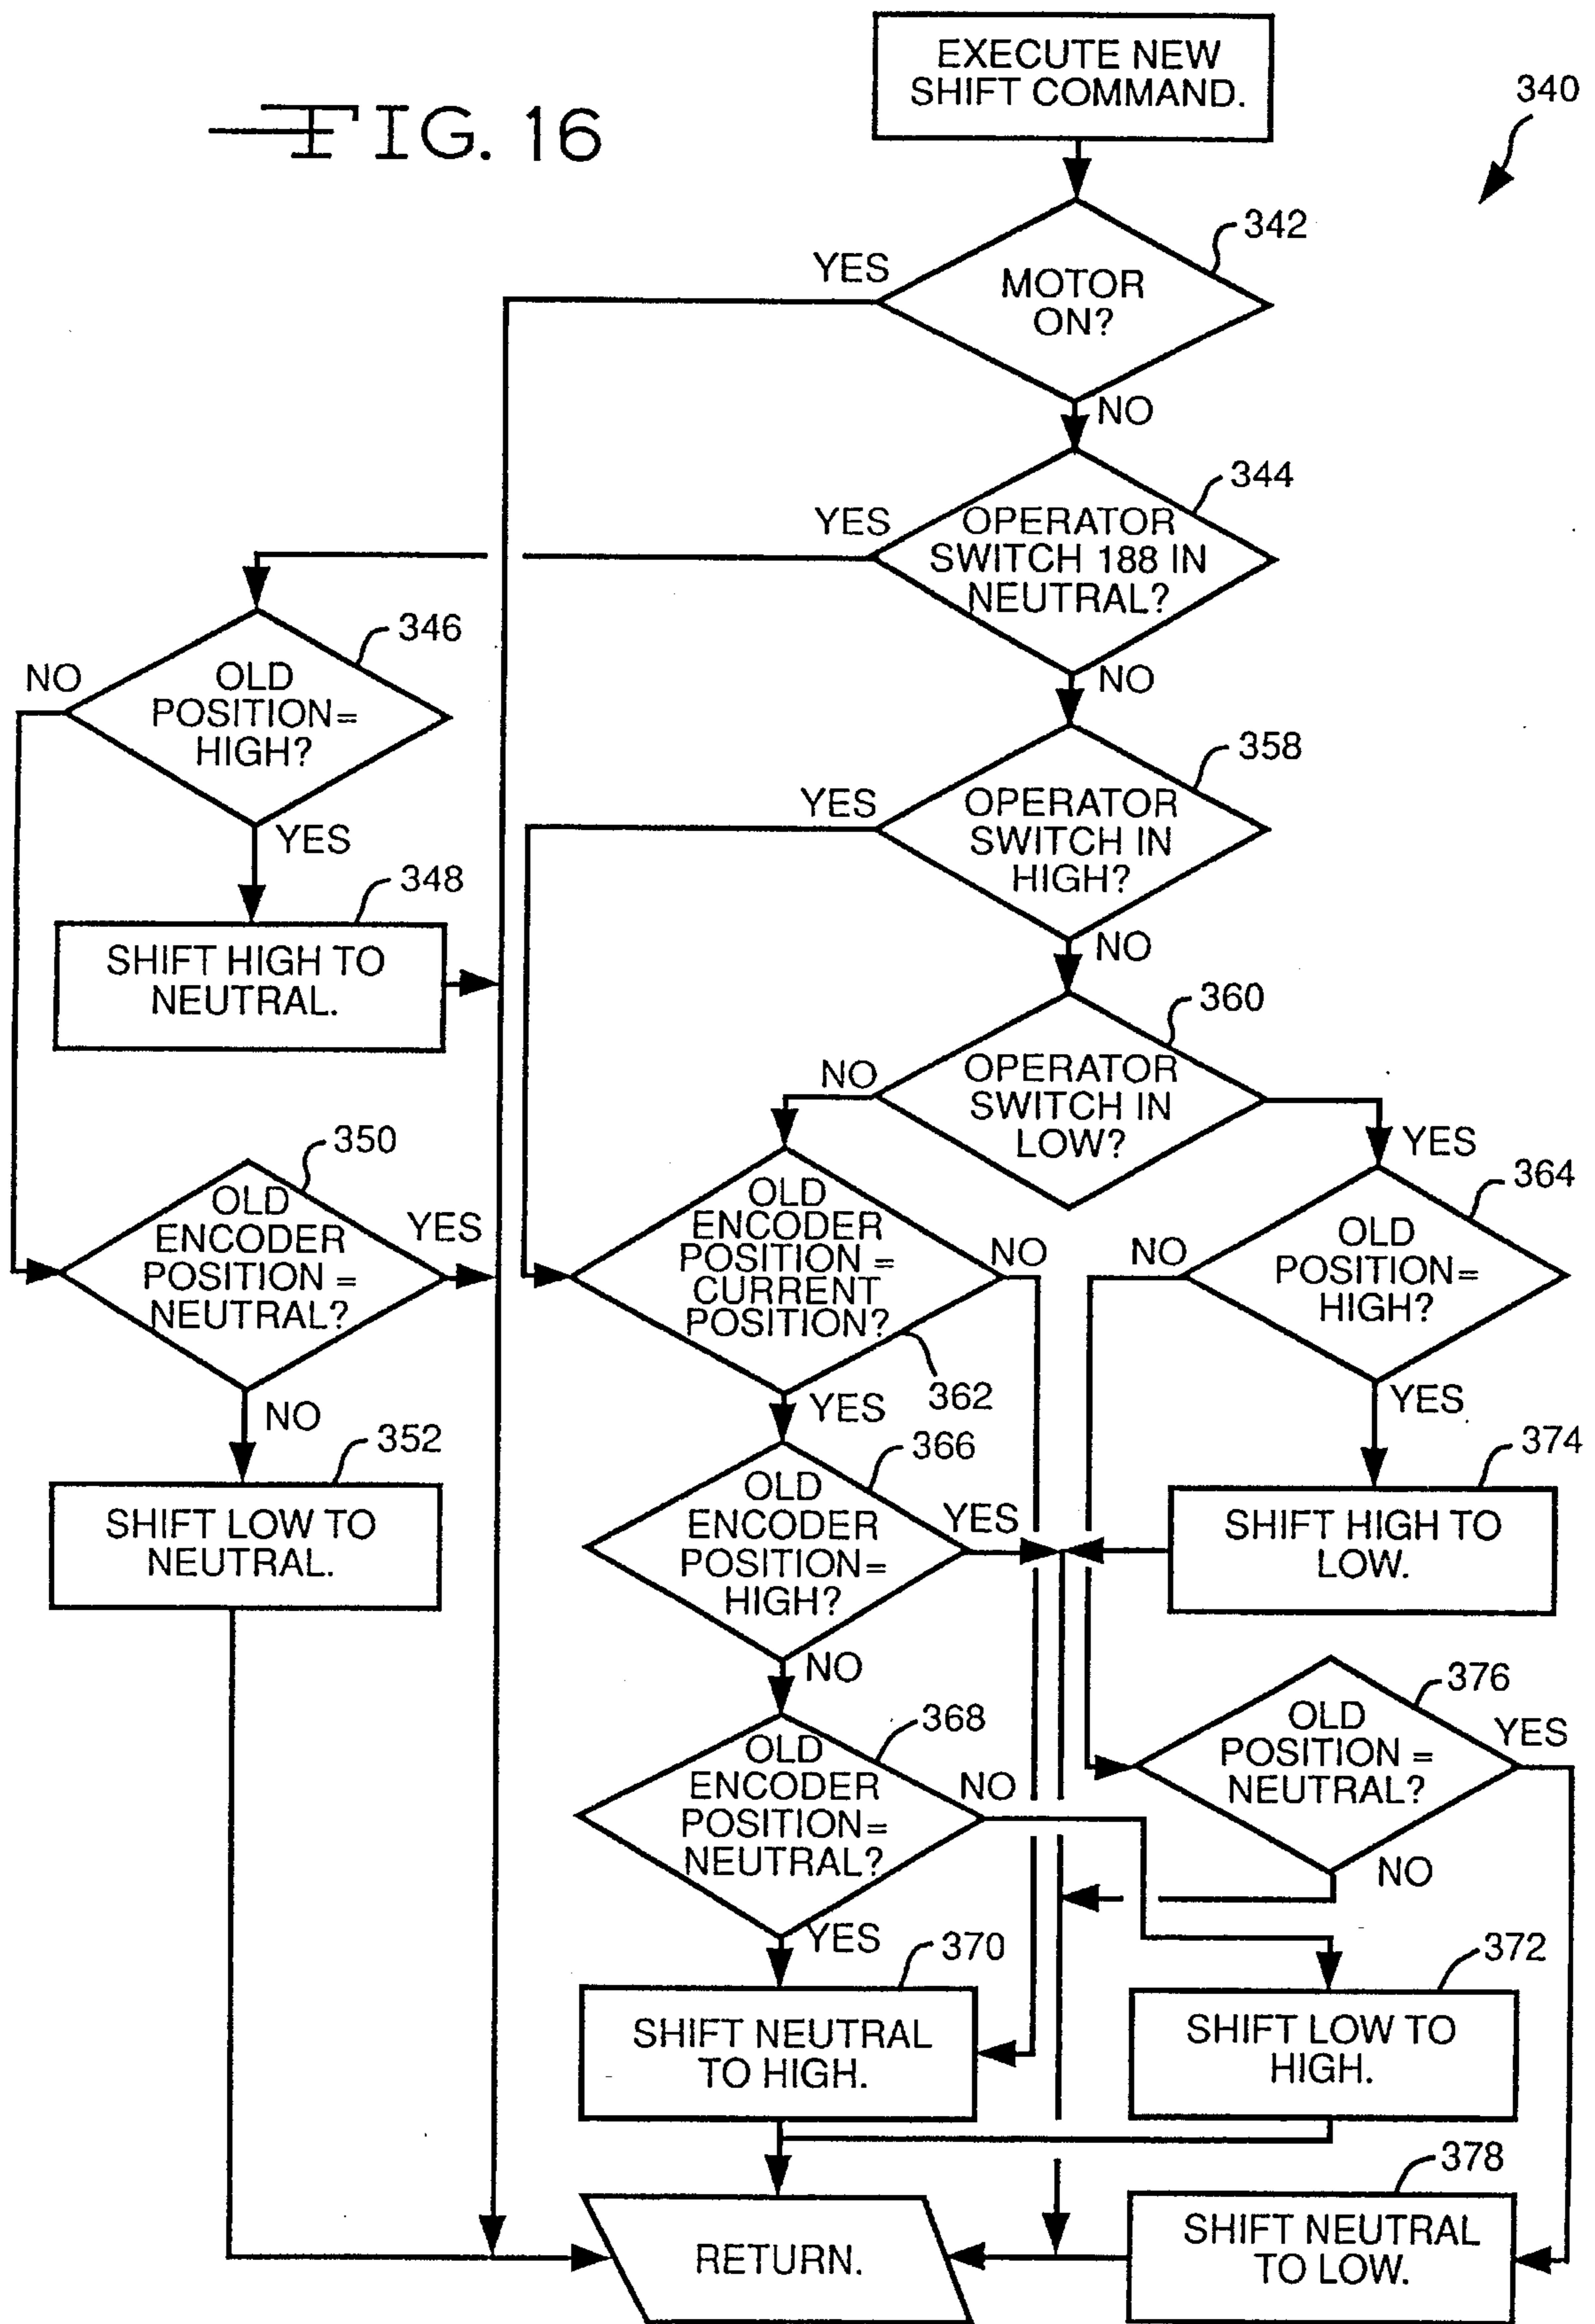 EXECUTE NEW
SHIFT COMMAND.
FIG. 16
340
342
YES
MOTOR
ON?
NO
344
YES
OPERATOR
SWITCH 188 IN
NEUTRAL?
NO
346
NO
OLD
POSITION=
HIGH?
YES
358
YES
OPERATOR
SWITCH IN
HIGH?
NO
348
SHIFT HIGH TO
NEUTRAL.
360
NO
OPERATOR
SWITCH IN
LOW?
YES
350
OLD
ENCODER
POSITION =
NEUTRAL?
YES
NO
OLD
ENCODER
POSITION =
CURRENT
POSITION?
NO
362
YES
364
NO
OLD
POSITION=
HIGH?
YES
352
SHIFT LOW TO
NEUTRAL.
366
OLD
ENCODER
POSITION=
HIGH?
YES
NO
374
SHIFT HIGH TO
LOW.
368
OLD
ENCODER
POSITION=
NEUTRAL?
NO
YES
376
OLD
POSITION =
NEUTRAL?
YES
NO
370
SHIFT NEUTRAL
TO HIGH.
372
SHIFT LOW TO
HIGH.
378
SHIFT NEUTRAL
TO LOW.
RETURN.